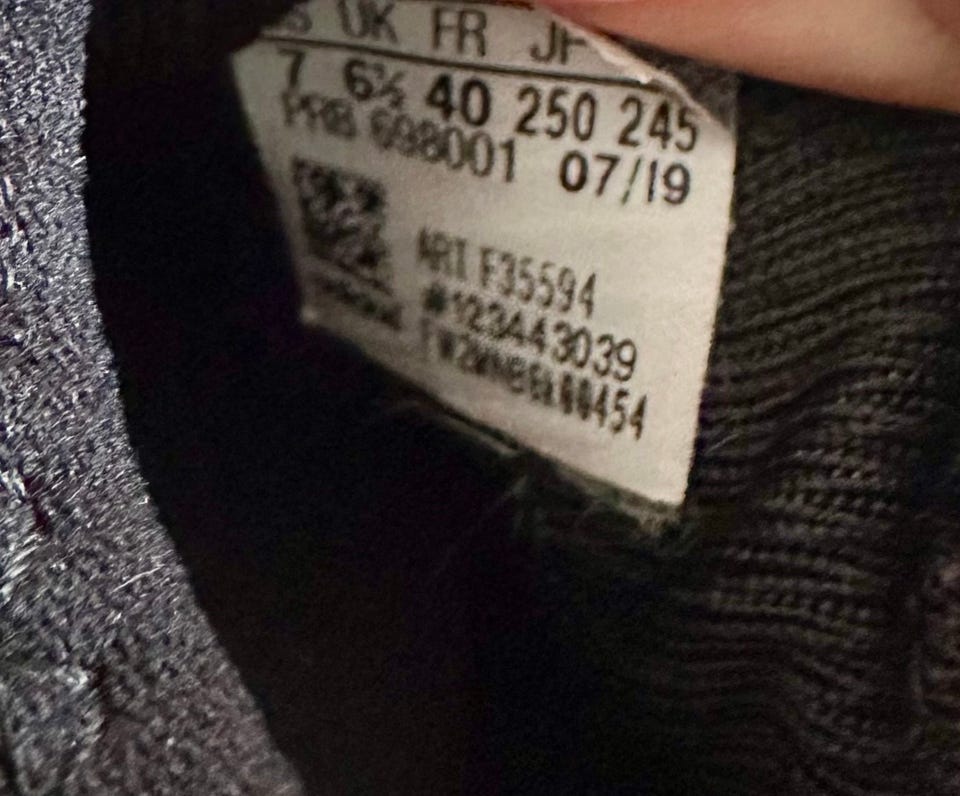 UK FR
7 6½ 40 250 245
PRB 698001 07/19
ART F35594
#123443039